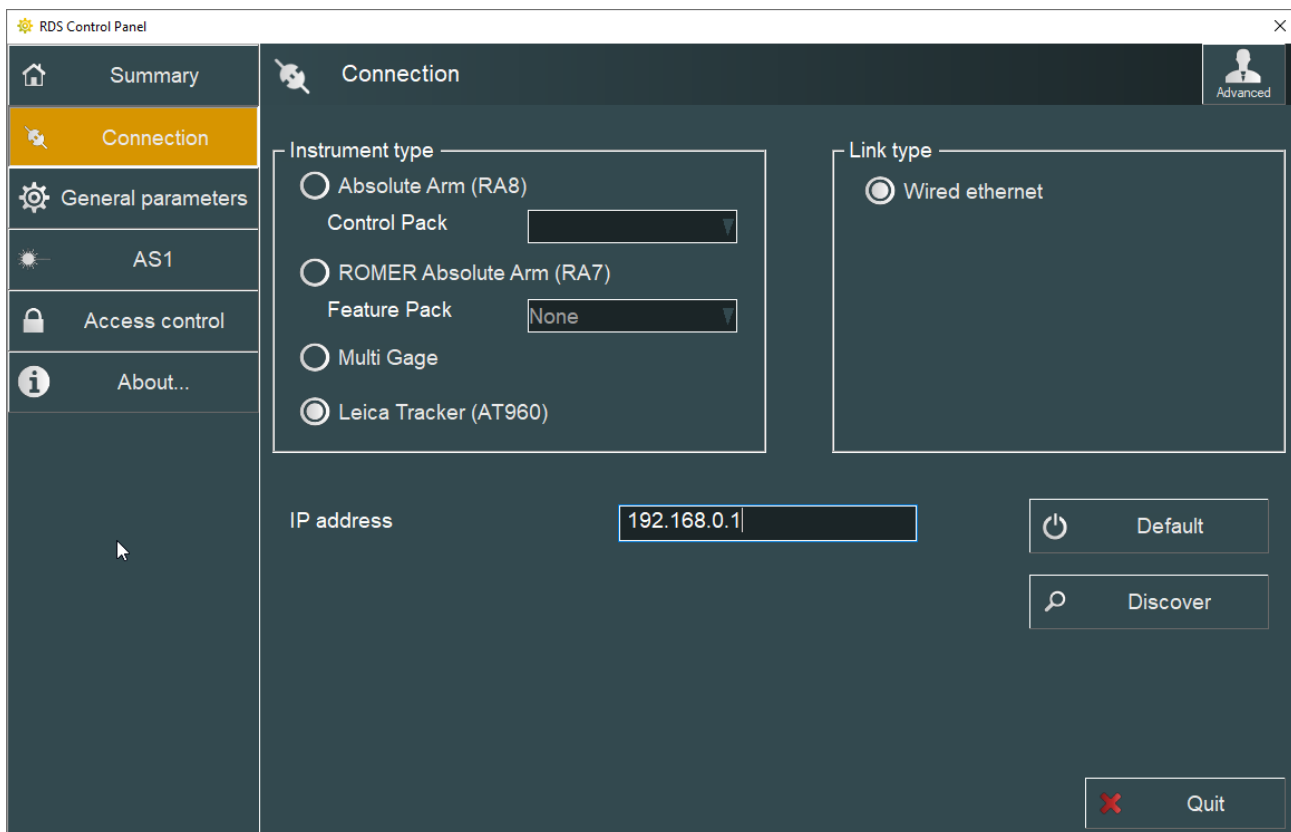 RDS Control Panel
Summary
Connection
General parameters
AS1
Access control
About...
Connection
Advanced
Instrument type
Absolute Arm (RA8)
Control Pack
ROMER Absolute Arm (RA7)
Feature Pack
None
Multi Gage
Leica Tracker (AT960)
Link type
Wired ethernet
IP address
192.168.0.1
Default
Discover
Quit